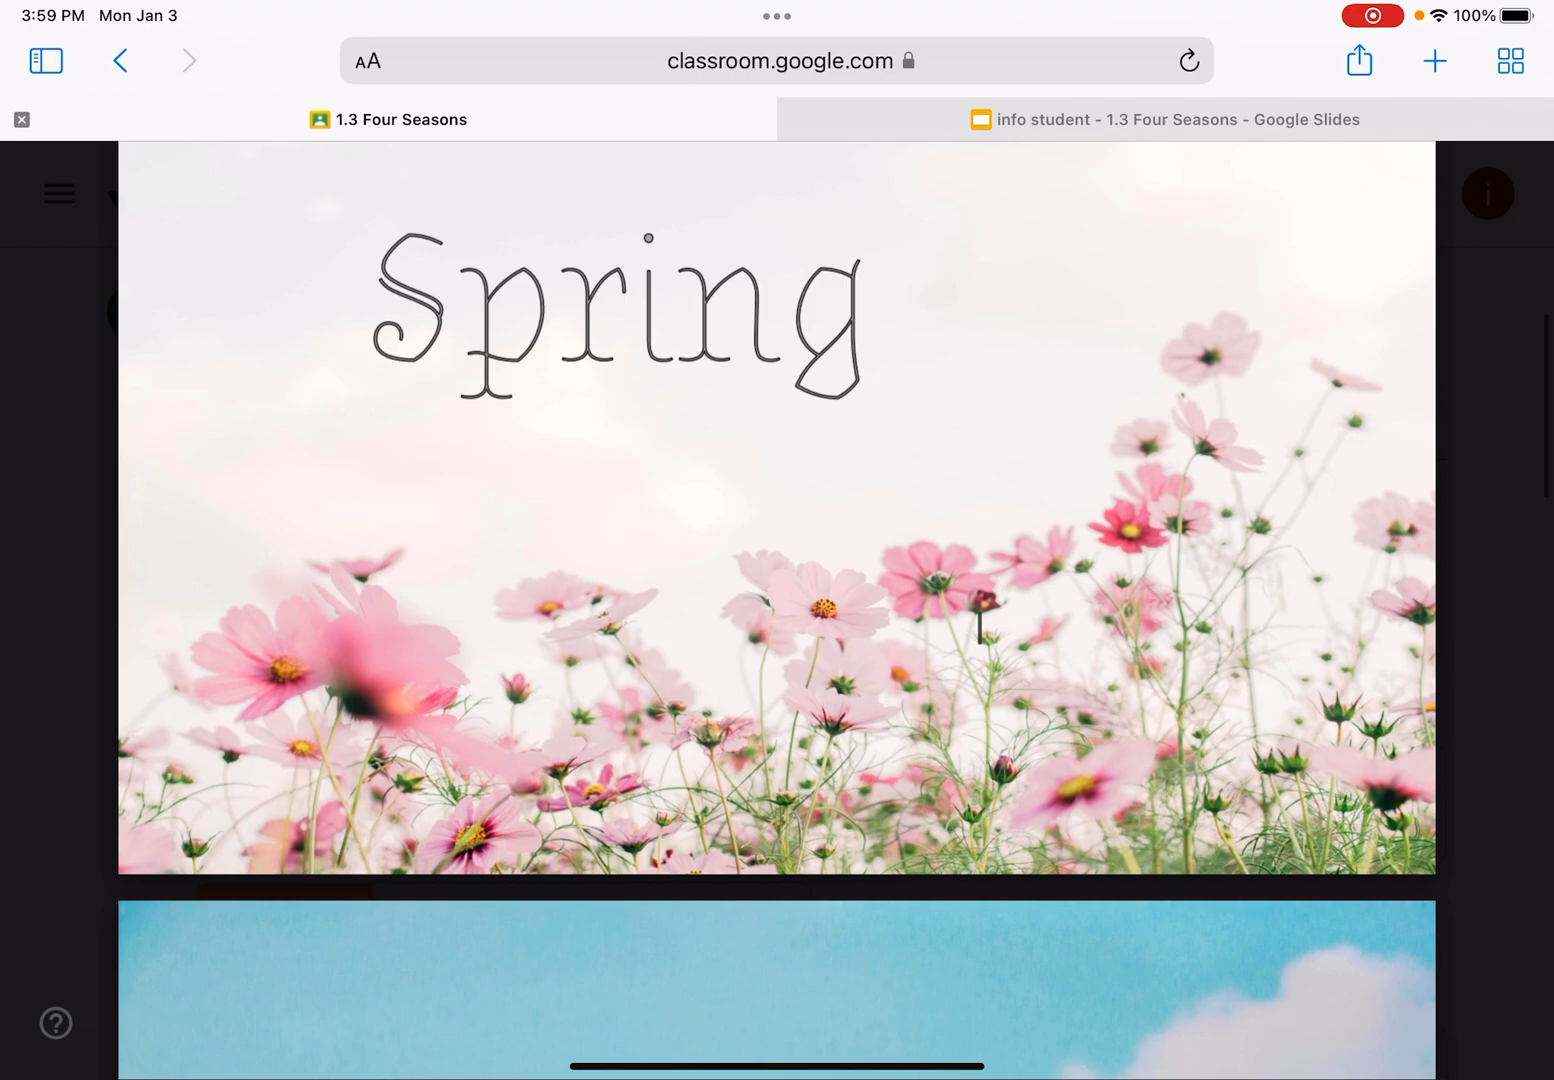 3:59 PM Mon Jan 3
100%
AA classroom.google.com
1.3 Four Seasons
info student - 1.3 Four Seasons - Google Slides
i
Spring
?